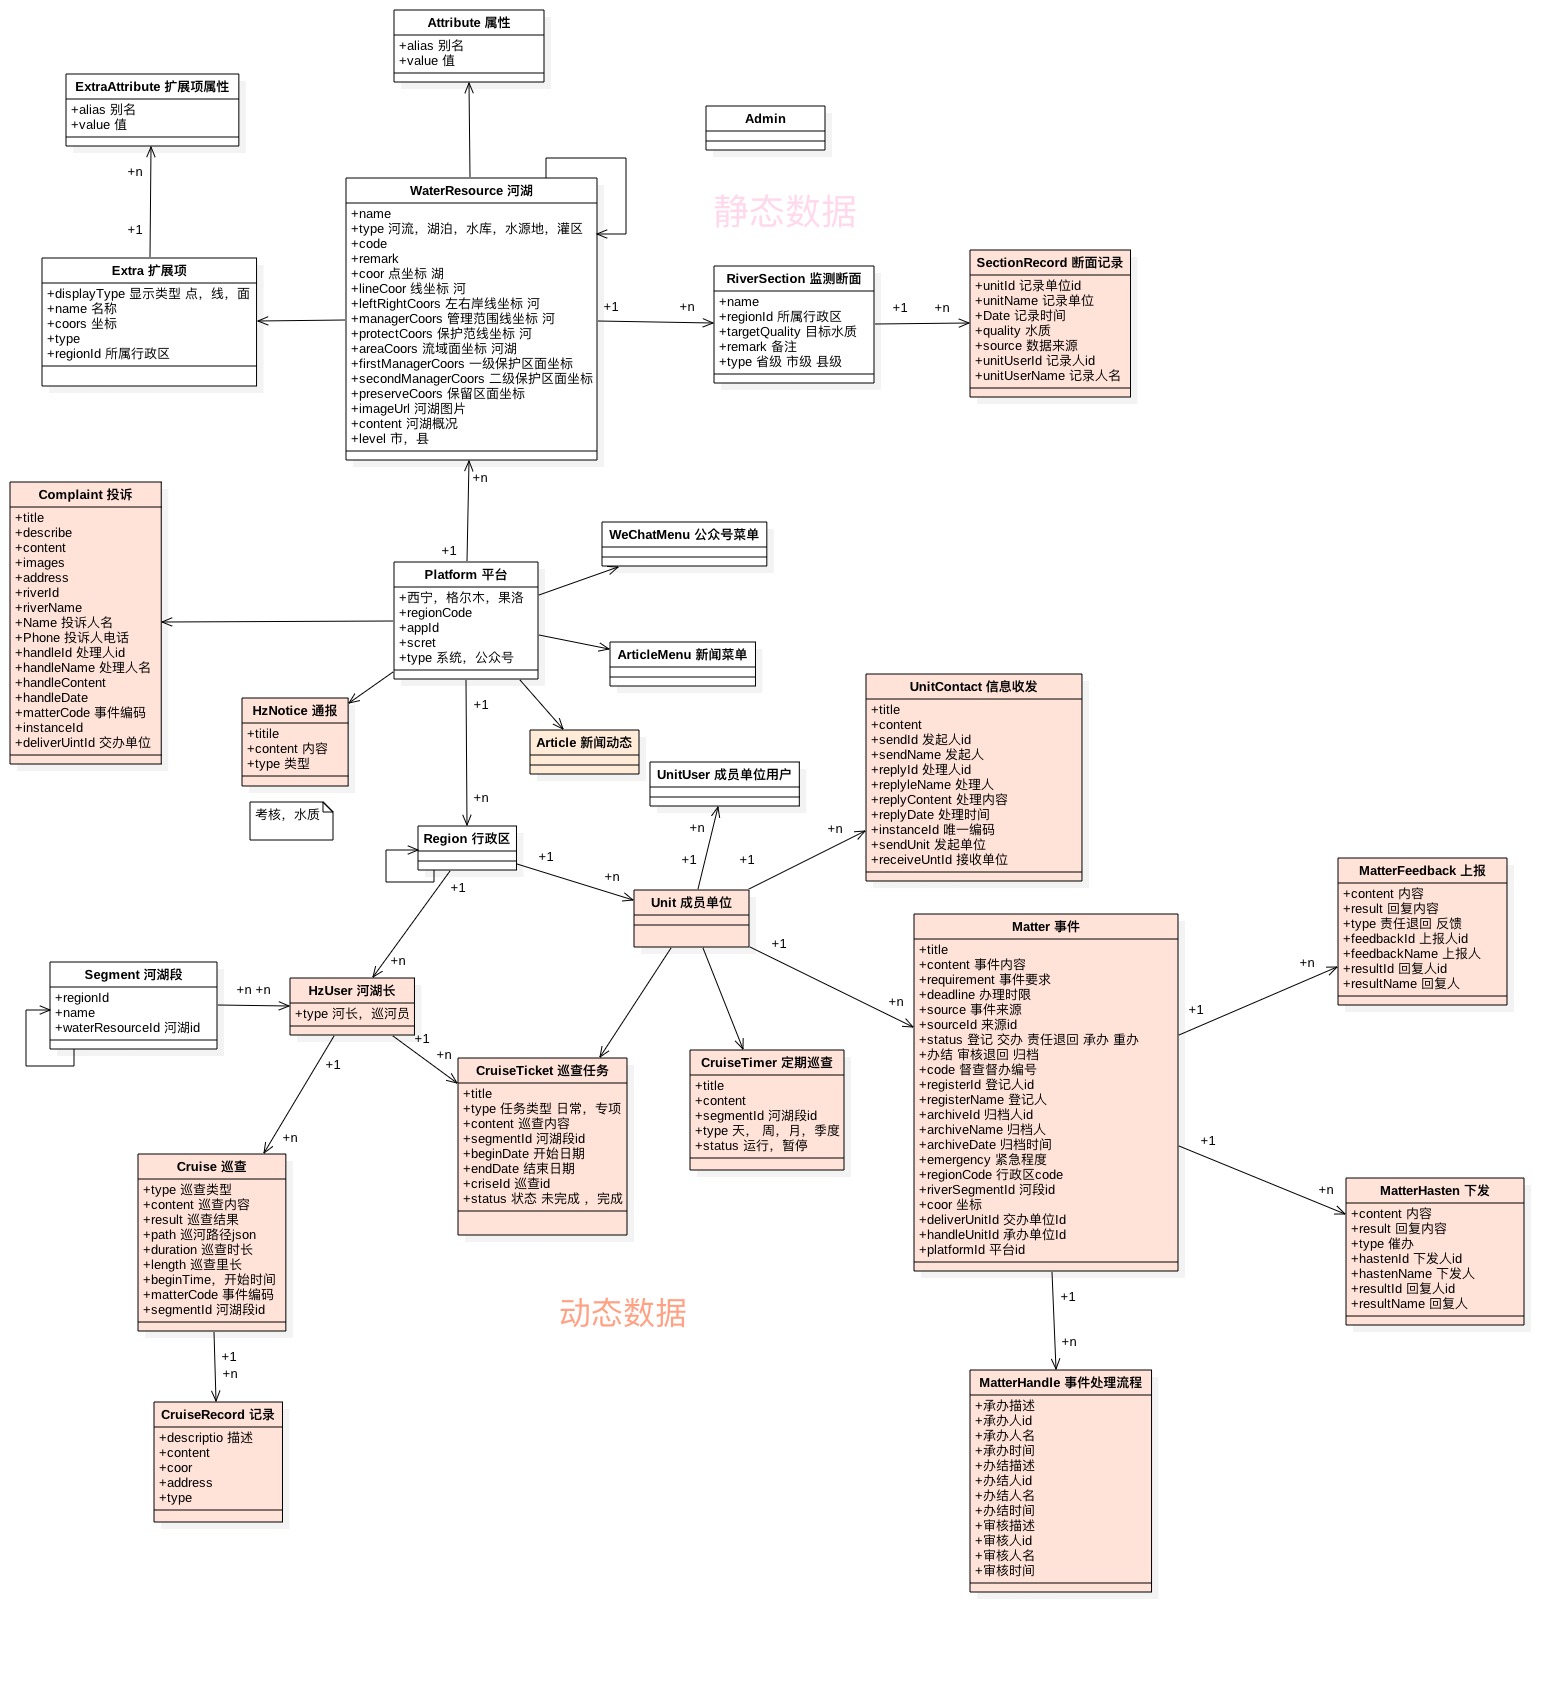 Attribute 属性
+alias 别名
+value 值
ExtraAttribute 扩展项属性
+alias 别名
+value 值
Admin
静态数据
+n
+1
Extra 扩展项
+displayType 显示类型 点，线，面
+name 名称
+coors 坐标
+type
+regionId 所属行政区
WaterResource 河湖
+name
+type 河流，湖泊，水库，水源地，灌区
+code
+remark
+coor 点坐标 湖
+lineCoor 线坐标 河
+leftRightCoors 左右岸线坐标 河
+managerCoors 管理范围线坐标 河
+protectCoors 保护范线坐标 河
+areaCoors 流域面坐标 河湖
+firstManagerCoors 一级保护区面坐标
+secondManagerCoors 二级保护区面坐标
+preserveCoors 保留区面坐标
+imageUrl 河湖图片
+content 河湖概况
+level 市，县
+1
+n
RiverSection 监测断面
+name
+regionId 所属行政区
+targetQuality 目标水质
+remark 备注
+type 省级 市级 县级
+1
+n
SectionRecord 断面记录
+unitId 记录单位id
+unitName 记录单位
+Date 记录时间
+quality 水质
+source 数据来源
+unitUserId 记录人id
+unitUserName 记录人名
+n
+1
Complaint 投诉
+title
+describe
+content
+images
+address
+riverId
+riverName
+Name 投诉人名
+Phone 投诉人电话
+handleId 处理人id
+handleName 处理人名
+handleContent
+handleDate
+matterCode 事件编码
+instanceId
+deliverUintId 交办单位
Platform 平台
+西宁，格尔木，果洛
+regionCode
+appId
+scret
+type 系统，公众号
WeChatMenu 公众号菜单
ArticleMenu 新闻菜单
HzNotice 通报
+titile
+content 内容
+type 类型
考核，水质
+1
+n
Article 新闻动态
UnitUser 成员单位用户
UnitContact 信息收发
+title
+content
+sendId 发起人id
+sendName 发起人
+replyId 处理人id
+replyleName 处理人
+replyContent 处理内容
+replyDate 处理时间
+instanceId 唯一编码
+sendUnit 发起单位
+receiveUntId 接收单位
Region 行政区
+1
+n
+n
+1
+1
+n
Unit 成员单位
+1
+n
+1
+n
Segment 河湖段
+regionId
+name
+waterResourceId 河湖id
+n +n
HzUser 河湖长
+type 河长，巡河员
+1
+n
+1
+n
CruiseTicket 巡查任务
+title
+type 任务类型 日常，专项
+content 巡查内容
+segmentId 河湖段id
+beginDate 开始日期
+endDate 结束日期
+criseId 巡查id
+status 状态 未完成 ，完成
CruiseTimer 定期巡查
+title
+content
+segmentId 河湖段id
+type 天， 周，月，季度
+status 运行，暂停
Matter 事件
+title
+content 事件内容
+requirement 事件要求
+deadline 办理时限
+source 事件来源
+sourceId 来源id
+status 登记 交办 责任退回 承办 重办
+办结 审核退回 归档
+code 督查督办编号
+registerId 登记人id
+registerName 登记人
+archiveId 归档人id
+archiveName 归档人
+archiveDate 归档时间
+emergency 紧急程度
+regionCode 行政区code
+riverSegmentId 河段id
+coor 坐标
+deliverUnitId 交办单位Id
+handleUnitId 承办单位Id
+platformId 平台id
+1
+n
MatterFeedback 上报
+content 内容
+result 回复内容
+type 责任退回 反馈
+feedbackId 上报人id
+feedbackName 上报人
+resultId 回复人id
+resultName 回复人
+1
+n
MatterHasten 下发
+content 内容
+result 回复内容
+type 催办
+hastenId 下发人id
+hastenName 下发人
+resultId 回复人id
+resultName 回复人
Cruise 巡查
+type 巡查类型
+content 巡查内容
+result 巡查结果
+path 巡河路径json
+duration 巡查时长
+length 巡查里长
+beginTime，开始时间
+matterCode 事件编码
+segmentId 河湖段id
动态数据
+1
+n
+1
+n
CruiseRecord 记录
+descriptio 描述
+content
+coor
+address
+type
MatterHandle 事件处理流程
+承办描述
+承办人id
+承办人名
+承办时间
+办结描述
+办结人id
+办结人名
+办结时间
+审核描述
+审核人id
+审核人名
+审核时间